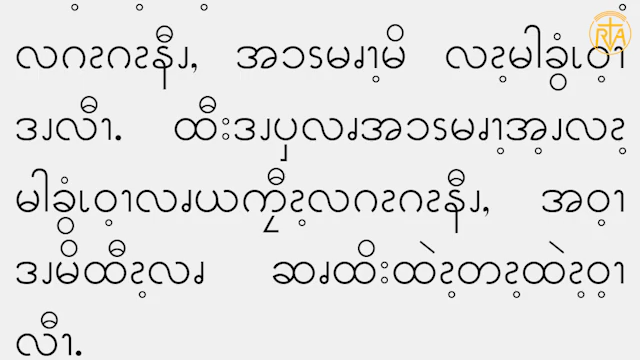 လဂၩဂၩနီၪ, အၥမၧၫ့မိ လၩ့မါခွံၬဝ့ၫ
ဒၪလီၫ. ထီးဒၪပှလၧအၥမၧၫ့အ့ၪလၩ့
မါခွံၬဝ့ၫလၧယကၠီၩ့လဂၩဂၩနီၪ, အဝ့ၫ
ဒၪမိထီၩ့လၧ ဆၧထိးထဲၩ့တၩ့ထဲၩ့ဝ့ၫ
လီၫ.